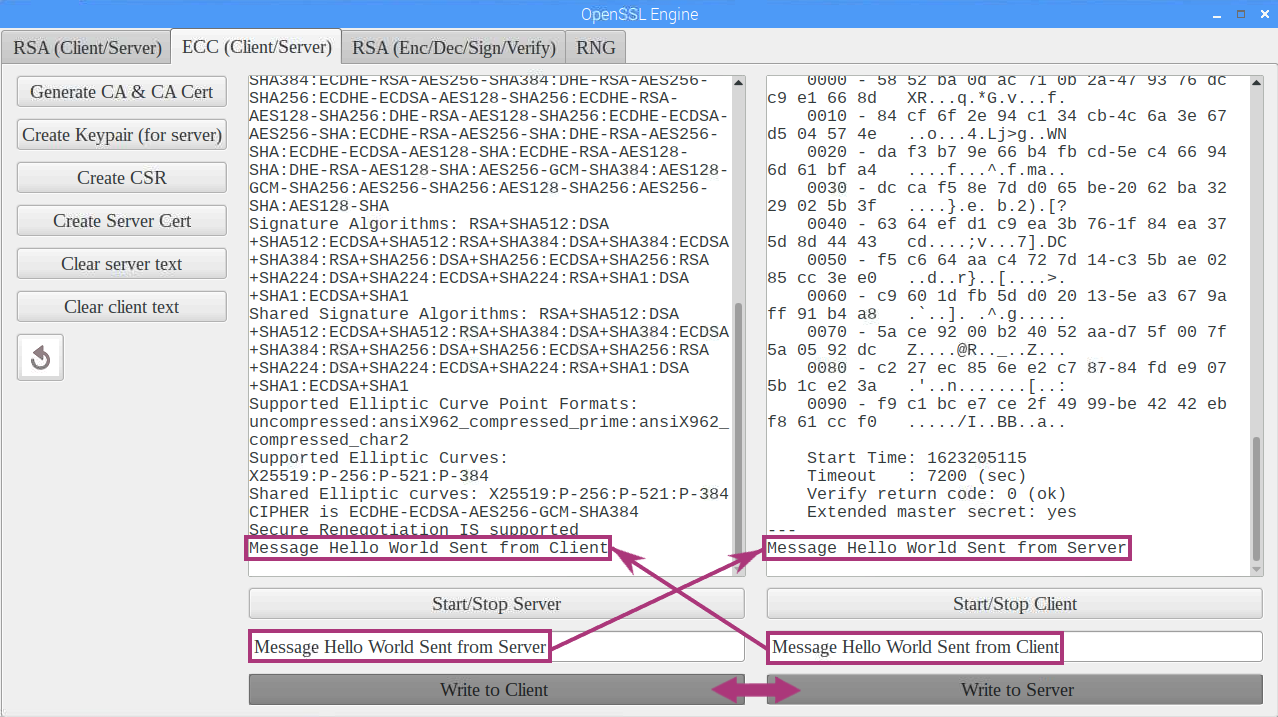 OpenSSL Engine
RSA (Client/Server)
ECC (Client/Server)
RSA (Enc/Dec/Sign/Verify)
RNG
Generate CA & CA Cert
Create Keypair (for server)
Create CSR
Create Server Cert
Clear server text
Clear client text
SHA384:ECDHE-RSA-AES256-SHA384:DHE-RSA-AES256-
SHA256:ECDHE-ECDSA-AES128-SHA256:ECDHE-RSA-
AES128-SHA256:DHE-RSA-AES128-SHA256:ECDHE-ECDSA-
AES256-SHA:ECDHE-RSA-AES256-SHA:DHE-RSA-AES256-
SHA:ECDHE-ECDSA-AES128-SHA:ECDHE-RSA-AES128-
SHA:DHE-RSA-AES128-SHA:AES256-GCM-SHA384:AES128-
GCM-SHA256:AES256-SHA256:AES128-SHA256:AES256-
SHA:AES128-SHA
Signature Algorithms: RSA+SHA512:DSA
+SHA512:ECDSA+SHA512:RSA+SHA384:DSA+SHA384:ECDSA
+SHA384:RSA+SHA256:DSA+SHA256:ECDSA+SHA256:RSA
+SHA224:DSA+SHA224:ECDSA+SHA224:RSA+SHA1:DSA
+SHA1:ECDSA+SHA1
Shared Signature Algorithms: RSA+SHA512:DSA
+SHA512:ECDSA+SHA512:RSA+SHA384:DSA+SHA384:ECDSA
+SHA384:RSA+SHA256:DSA+SHA256:ECDSA+SHA256:RSA
+SHA224:DSA+SHA224:ECDSA+SHA224:RSA+SHA1:DSA
+SHA1:ECDSA+SHA1
Supported Elliptic Curve Point Formats:
uncompressed:ansiX962_compressed_prime:ansiX962_
compressed_char2
Supported Elliptic Curves:
X25519:P-256:P-521:P-384
Shared Elliptic curves: X25519:P-256:P-521:P-384
CIPHER is ECDHE-ECDSA-AES256-GCM-SHA384
Secure Renegotiation IS supported
Message Hello World Sent from Client
Start/Stop Server
Message Hello World Sent from Server
Write to Client
0000 - 58 52 ba 0d ac 71 0b 2a-47 93 76 dc
c9 e1 66 8d   XR...q.*G.v...f.
0010 - 84 cf 6f 2e 94 c1 34 cb-4c 6a 3e 67
d5 04 57 4e   ..o...4.Lj>g..WN
0020 - da f3 b7 9e 66 b4 fb cd-5e c4 66 94
6d 61 bf a4   ....f...^.f.ma..
0030 - dc ca f5 8e 7d d0 65 be-20 62 ba 32
29 02 5b 3f   ....}.e. b.2).[?
0040 - 63 64 ef d1 c9 ea 3b 76-1f 84 ea 37
5d 8d 44 43   cd....;v...7].DC
0050 - f5 c6 64 aa c4 72 7d 14-c3 5b ae 02
85 cc 3e e0   ..d..r}..[....>.
0060 - c9 60 1d fb 5d d0 20 13-5e a3 67 9a
ff 91 b4 a8   .`..]. .^.g.....
0070 - 5a ce 92 00 b2 40 52 aa-d7 5f 00 7f
5a 05 92 dc   Z....@R.._..Z...
0080 - c2 27 ec 85 6e e2 c7 87-84 fd e9 07
5b 1c e2 3a   .'..n.......[..:
0090 - f9 c1 bc e7 ce 2f 49 99-be 42 42 eb
f8 61 cc f0   ...../I..BB..a..
Start Time: 1623205115
Timeout   : 7200 (sec)
Verify return code: 0 (ok)
Extended master secret: yes
---
Message Hello World Sent from Server
Start/Stop Client
Message Hello World Sent from Client
Write to Server